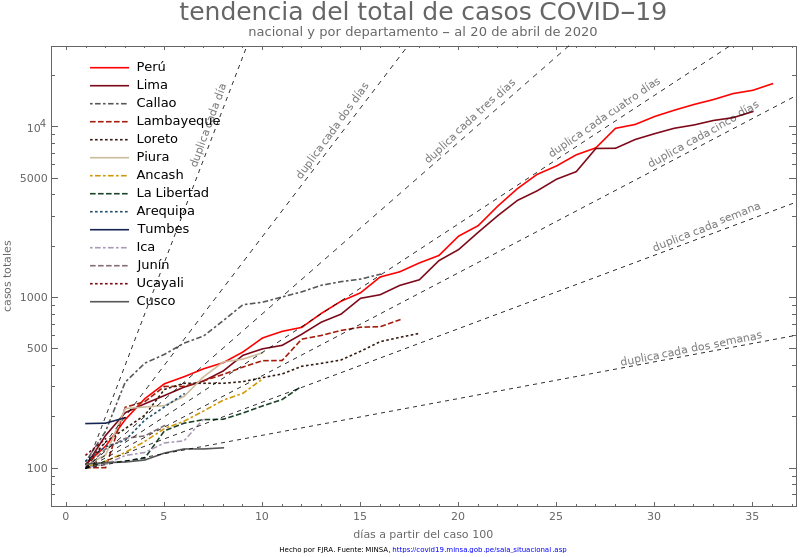 tendencia del total de casos COVID−19
nacional y por departamento − al 20 de abril de 2020
Perú
Lima
Callao
Lambayeque
Loreto
Piura
Ancash
La Libertad
Arequipa
Tumbes
Ica
Junín
Ucayali
Cusco
duplica cada día
duplica cada dos días
duplica cada tres días
duplica cada cuatro días
duplica cada cinco días
duplica cada semana
duplica cada dos semanas
casos totales
10^4
5000
1000
500
100
0 5 10 15 20 25 30 35
días a partir del caso 100
Hecho por FJRA. Fuente: MINSA, https://covid19.minsa.gob.pe/sala_situacional.asp